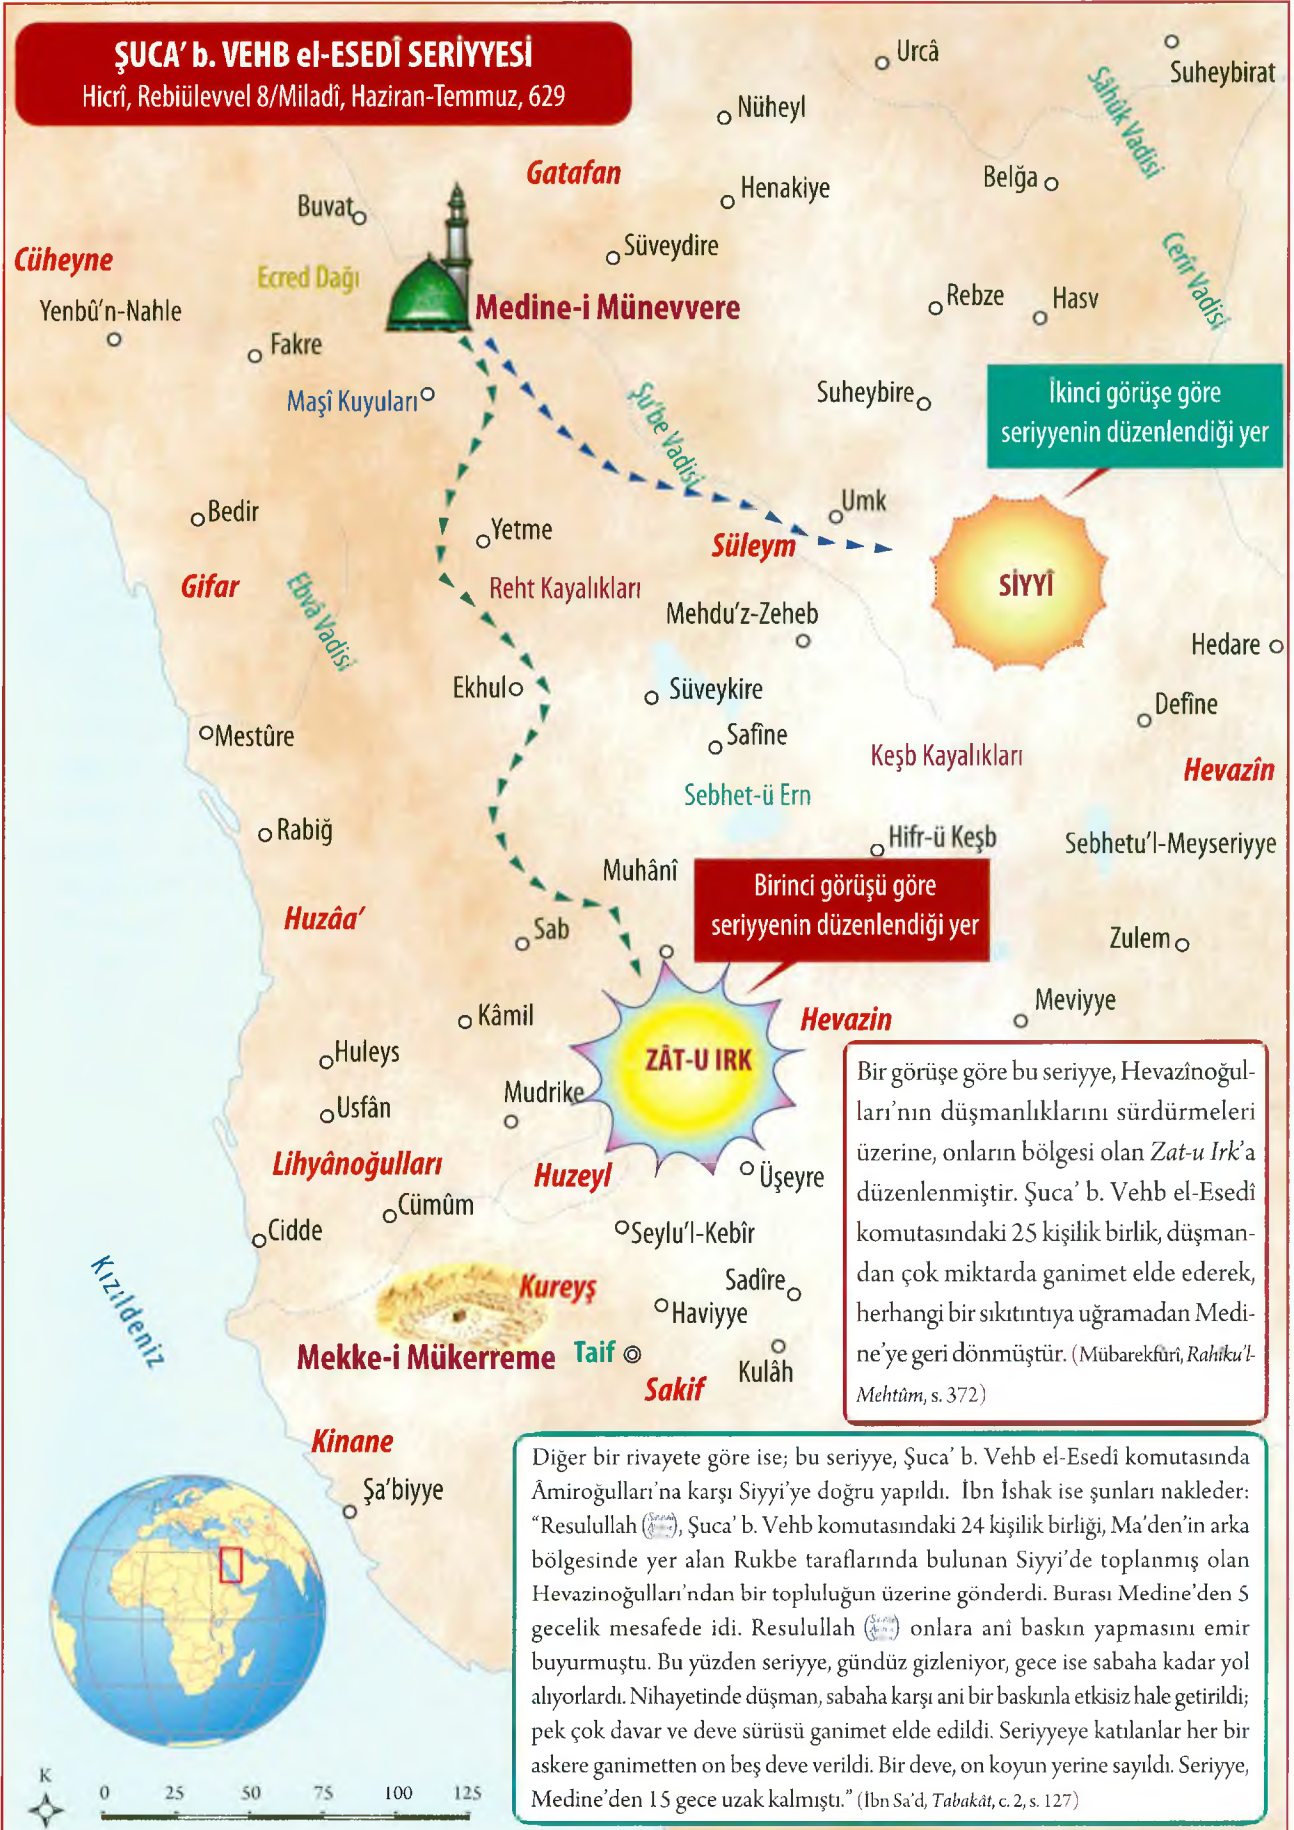 ŞUCA' b. VEHB el-ESEDÎ SERİYYESİ
Hicrî, Rebiülevvel 8/Miladî, Haziran-Temmuz, 629
Urcâ
Suheybirat
Sâhûk Vadisi
Nüheyl
Gatafan
Henakiye
Belğa
Buvat
Süveydire
Cerîr Vadisi
Cüheyne
Ecred Dağı
Yenbû'n-Nahle
Medine-i Münevvere
Rebze
Hasv
Fakre
Maşî Kuyuları
Şu'be Vadisi
Suheybire
İkinci görüşe göre
seriyyenin düzenlendiği yer
Bedir
Yetme
Umk
Süleym
SİYYÎ
Gifar
Ebvâ Vadisi
Reht Kayalıkları
Mehdu'z-Zeheb
Hedare
Ekhul
Süveykire
Defîne
Mestûre
Safîne
Keşb Kayalıkları
Hevazîn
Sebhet-ü Ern
Rabiğ
Hifr-ü Keşb
Sebhetu'l-Meyseriyye
Muhânî
Birinci görüşü göre
seriyyenin düzenlendiği yer
Huzâa'
Sab
Zulem
Kâmil
Hevazin
Meviyye
Huleys
ZÂT-U IRK
Mudrike
Usfân
Lihyânoğulları
Huzeyl
Üşeyre
Cümûm
Cidde
Seylu'l-Kebîr
Kızıldeniz
Kureyş
Sadîre
Haviyye
Mekke-i Mükerreme
Taif
Kulâh
Sakif
Kinane
Şa'biyye
Bir görüşe göre bu seriyye, Hevazînoğul-
ları'nın düşmanlıklarını sürdürmeleri
üzerine, onların bölgesi olan Zat-u Irk'a
düzenlenmiştir. Şuca' b. Vehb el-Esedî
komutasındaki 25 kişilik birlik, düşman-
dan çok miktarda ganimet elde ederek,
herhangi bir sıkıtıntıya uğramadan Medi-
ne'ye geri dönmüştür. (Mübarekfûrî, Rahîku'l-
Mehtûm, s. 372)
Diğer bir rivayete göre ise; bu seriyye, Şuca' b. Vehb el-Esedî komutasında
Âmiroğulları'na karşı Siyyi'ye doğru yapıldı. İbn İshak ise şunları nakleder:
“Resulullah (), Şuca' b. Vehb komutasındaki 24 kişilik birliği, Ma'den'in arka
bölgesinde yer alan Rukbe taraflarında bulunan Siyyi'de toplanmış olan
Hevazinoğulları'ndan bir topluluğun üzerine gönderdi. Burası Medine'den 5
gecelik mesafede idi. Resulullah () onlara anî baskın yapmasını emir
buyurmuştu. Bu yüzden seriyye, gündüz gizleniyor, gece ise sabaha kadar yol
alıyorlardı. Nihayetinde düşman, sabaha karşı ani bir baskınla etkisiz hale getirildi;
pek çok davar ve deve sürüsü ganimet elde edildi. Seriyyeye katılanlar her bir
askere ganimetten on beş deve verildi. Bir deve, on koyun yerine sayıldı. Seriyye,
Medine'den 15 gece uzak kalmıştı.” (İbn Sa'd, Tabakât, c. 2, s. 127)
K
0 25 50 75 100 125